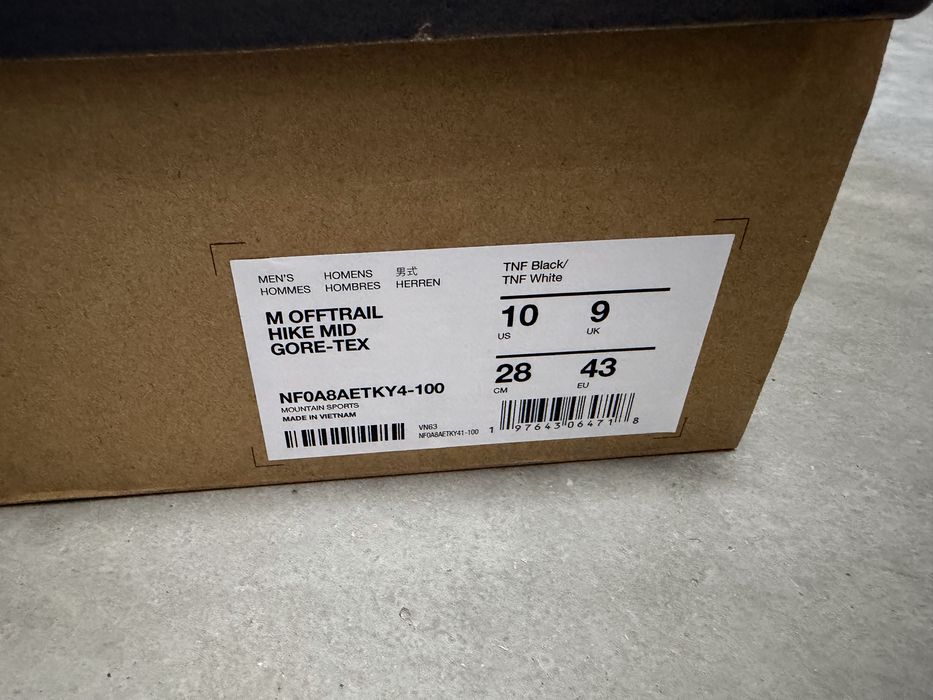 MEN'S HOMENS 男式
HOMMES HOMBRES HERREN
M OFFTRAIL
HIKE MID
GORE-TEX
NF0A8AETKY4-100
MOUNTAIN SPORTS
MADE IN VIETNAM
VN63
NF0A8AETKY41-100
TNF Black/
TNF White
10 9
US UK
28 43
CM EU
1 97643 06471 8